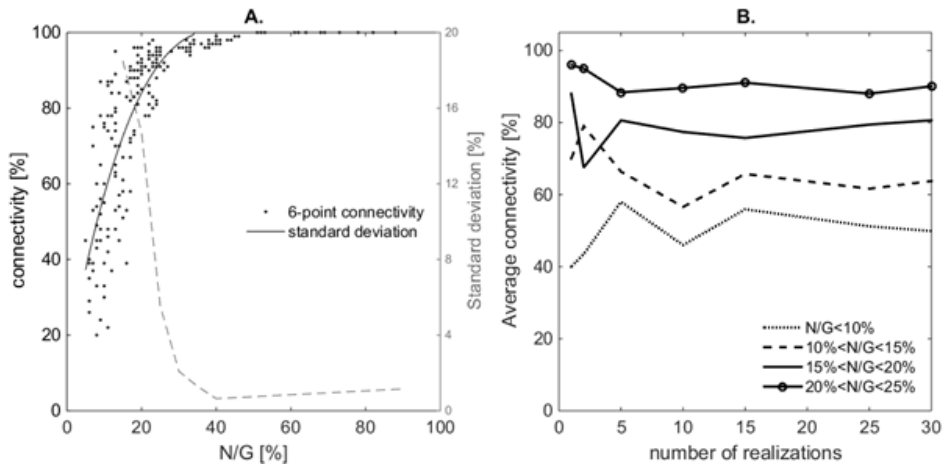 A.
100
80
60
40
20
0
connectivity [%]
20
16
12
8
4
0
Standard deviation [%]
6-point connectivity
standard deviation
0 20 40 60 80 100
N/G [%]
B.
100
80
60
40
20
0
Average connectivity [%]
N/G<10%
10%<N/G<15%
15%<N/G<20%
20%<N/G<25%
0 5 10 15 20 25 30
number of realizations